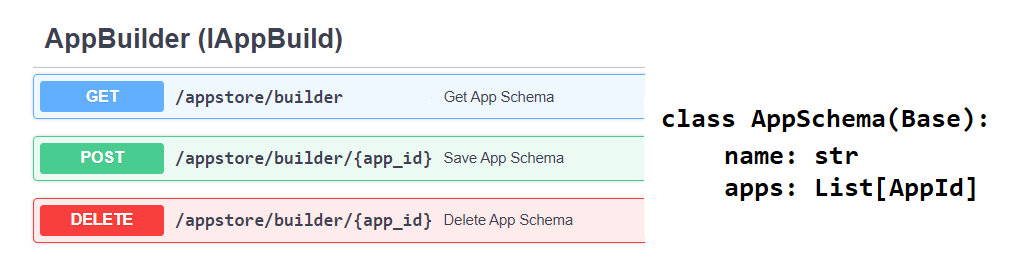 AppBuilder (IAppBuild)
GET /appstore/builder Get App Schema
POST /appstore/builder/{app_id} Save App Schema
DELETE /appstore/builder/{app_id} Delete App Schema
class AppSchema(Base):
name: str
apps: List[AppId]